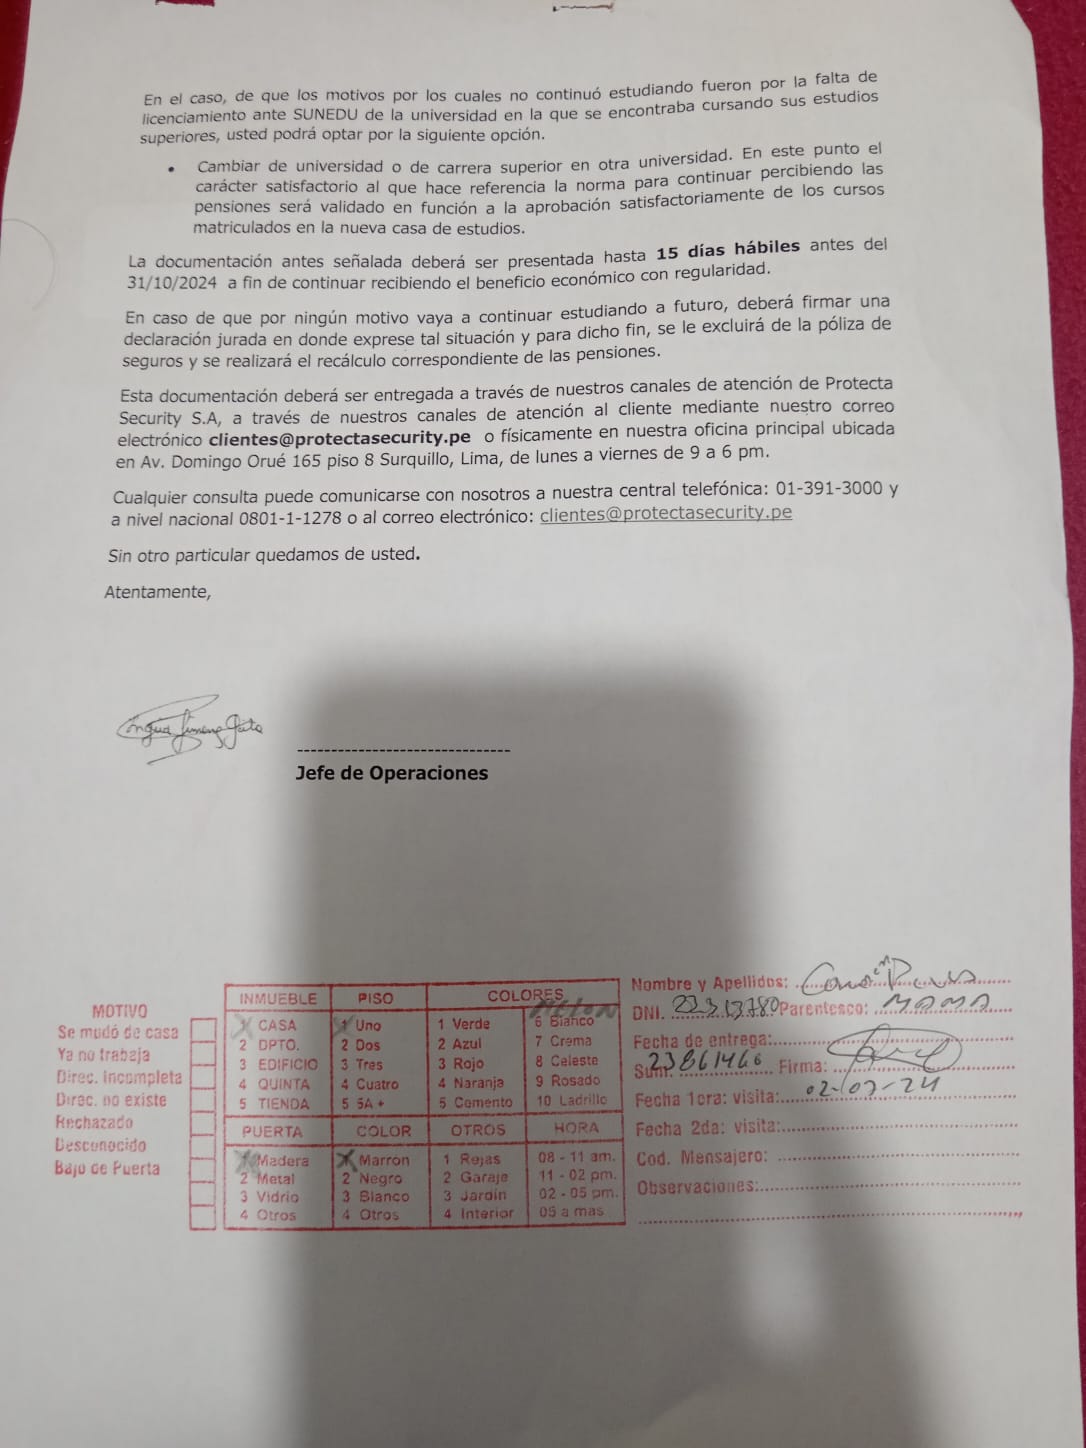 En el caso, de que los motivos por los cuales no continuó estudiando fueron por la falta de
licenciamiento ante SUNEDU de la universidad en la que se encontraba cursando sus estudios
superiores, usted podrá optar por la siguiente opción.
• Cambiar de universidad o de carrera superior en otra universidad. En este punto el
carácter satisfactorio al que hace referencia la norma para continuar percibiendo las
pensiones será validado en función a la aprobación satisfactoriamente de los cursos
matriculados en la nueva casa de estudios.
La documentación antes señalada deberá ser presentada hasta 15 días hábiles antes del
31/10/2024 a fin de continuar recibiendo el beneficio económico con regularidad.
En caso de que por ningún motivo vaya a continuar estudiando a futuro, deberá firmar una
declaración jurada en donde exprese tal situación y para dicho fin, se le excluirá de la póliza de
seguros y se realizará el recálculo correspondiente de las pensiones.
Esta documentación deberá ser entregada a través de nuestros canales de atención de Protecta
Security S.A, a través de nuestros canales de atención al cliente mediante nuestro correo
electrónico clientes@protectasecurity.pe o físicamente en nuestra oficina principal ubicada
en Av. Domingo Orué 165 piso 8 Surquillo, Lima, de lunes a viernes de 9 a 6 pm.
Cualquier consulta puede comunicarse con nosotros a nuestra central telefónica: 01-391-3000 y
a nivel nacional 0801-1-1278 o al correo electrónico: clientes@protectasecurity.pe
Sin otro particular quedamos de usted.
Atentamente,
-------------------------------
Jefe de Operaciones
MOTIVO
Se mudó de casa
Ya no trabaja
Direc. Incompleta
Direc. no existe
Rechazado
Desconocido
Bajo de Puerta
INMUEBLE PISO COLORES
MELON
CASA 1 Uno 1 Verde 6 Blanco
2 DPTO. 2 Dos 2 Azul 7 Crema
3 EDIFICIO 3 Tres 3 Rojo 8 Celeste
4 QUINTA 4 Cuatro 4 Naranja 9 Rosado
5 TIENDA 5 5A + 5 Cemento 10 Ladrillo
PUERTA COLOR OTROS HORA
Madera Marrón 1 Rejas 08 - 11 am.
2 Metal 2 Negro 2 Garaje 11 - 02 pm.
3 Vidrio 3 Blanco 3 Jardín 02 - 05 pm.
4 Otros 4 Otros 4 Interior 05 a mas
Nombre y Apellidos:
DNI. Parentesco: MAMA
Fecha de entrega:
Sum: 23861466 Firma:
Fecha 1era: visita: 02-07-24
Fecha 2da: visita:
Cod. Mensajero:
Observaciones: